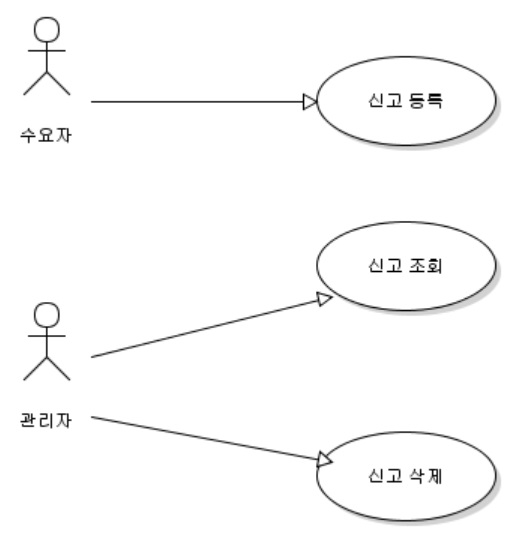 수요자
신고 등록
신고 조회
관리자
신고 삭제